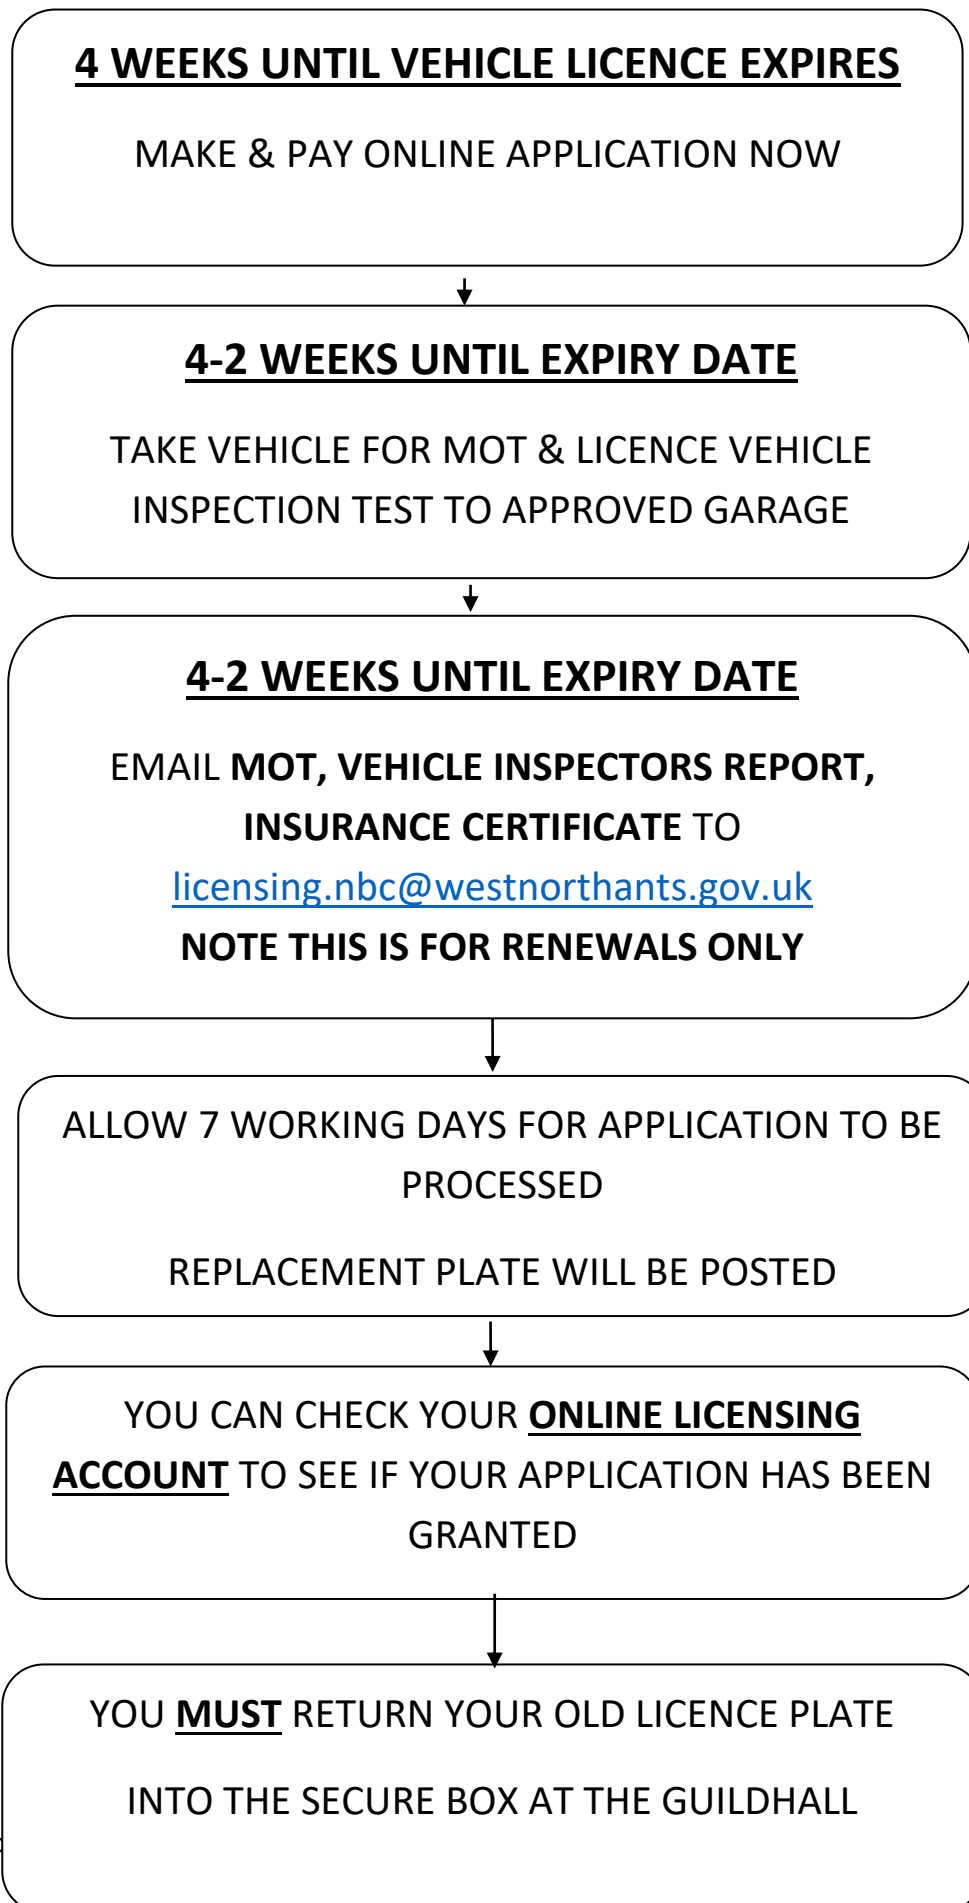 4 WEEKS UNTIL VEHICLE LICENCE EXPIRES
MAKE & PAY ONLINE APPLICATION NOW
4-2 WEEKS UNTIL EXPIRY DATE
TAKE VEHICLE FOR MOT & LICENCE VEHICLE
INSPECTION TEST TO APPROVED GARAGE
4-2 WEEKS UNTIL EXPIRY DATE
EMAIL MOT, VEHICLE INSPECTORS REPORT,
INSURANCE CERTIFICATE TO
licensing.nbc@westnorthants.gov.uk
NOTE THIS IS FOR RENEWALS ONLY
ALLOW 7 WORKING DAYS FOR APPLICATION TO BE
PROCESSED
REPLACEMENT PLATE WILL BE POSTED
YOU CAN CHECK YOUR ONLINE LICENSING
ACCOUNT TO SEE IF YOUR APPLICATION HAS BEEN
GRANTED
YOU MUST RETURN YOUR OLD LICENCE PLATE
INTO THE SECURE BOX AT THE GUILDHALL